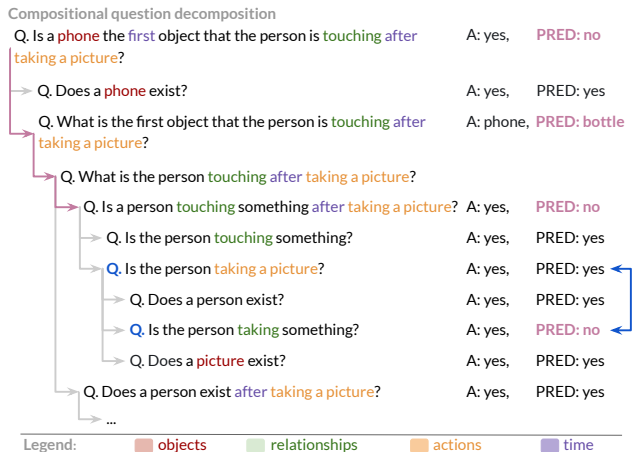 Compositional question decomposition
Q. Is a phone the first object that the person is touching after A: yes, PRED: no
taking a picture?
Q. Does a phone exist? A: yes, PRED: yes
Q. What is the first object that the person is touching after A: phone, PRED: bottle
taking a picture?
Q. What is the person touching after taking a picture?
Q. Is a person touching something after taking a picture? A: yes, PRED: no
Q. Is the person touching something? A: yes, PRED: yes
Q. Is the person taking a picture? A: yes, PRED: yes
Q. Does a person exist? A: yes, PRED: yes
Q. Is the person taking something? A: yes, PRED: no
Q. Does a picture exist? A: yes, PRED: yes
Q. Does a person exist after taking a picture? A: yes, PRED: yes
...
Legend: objects relationships actions time